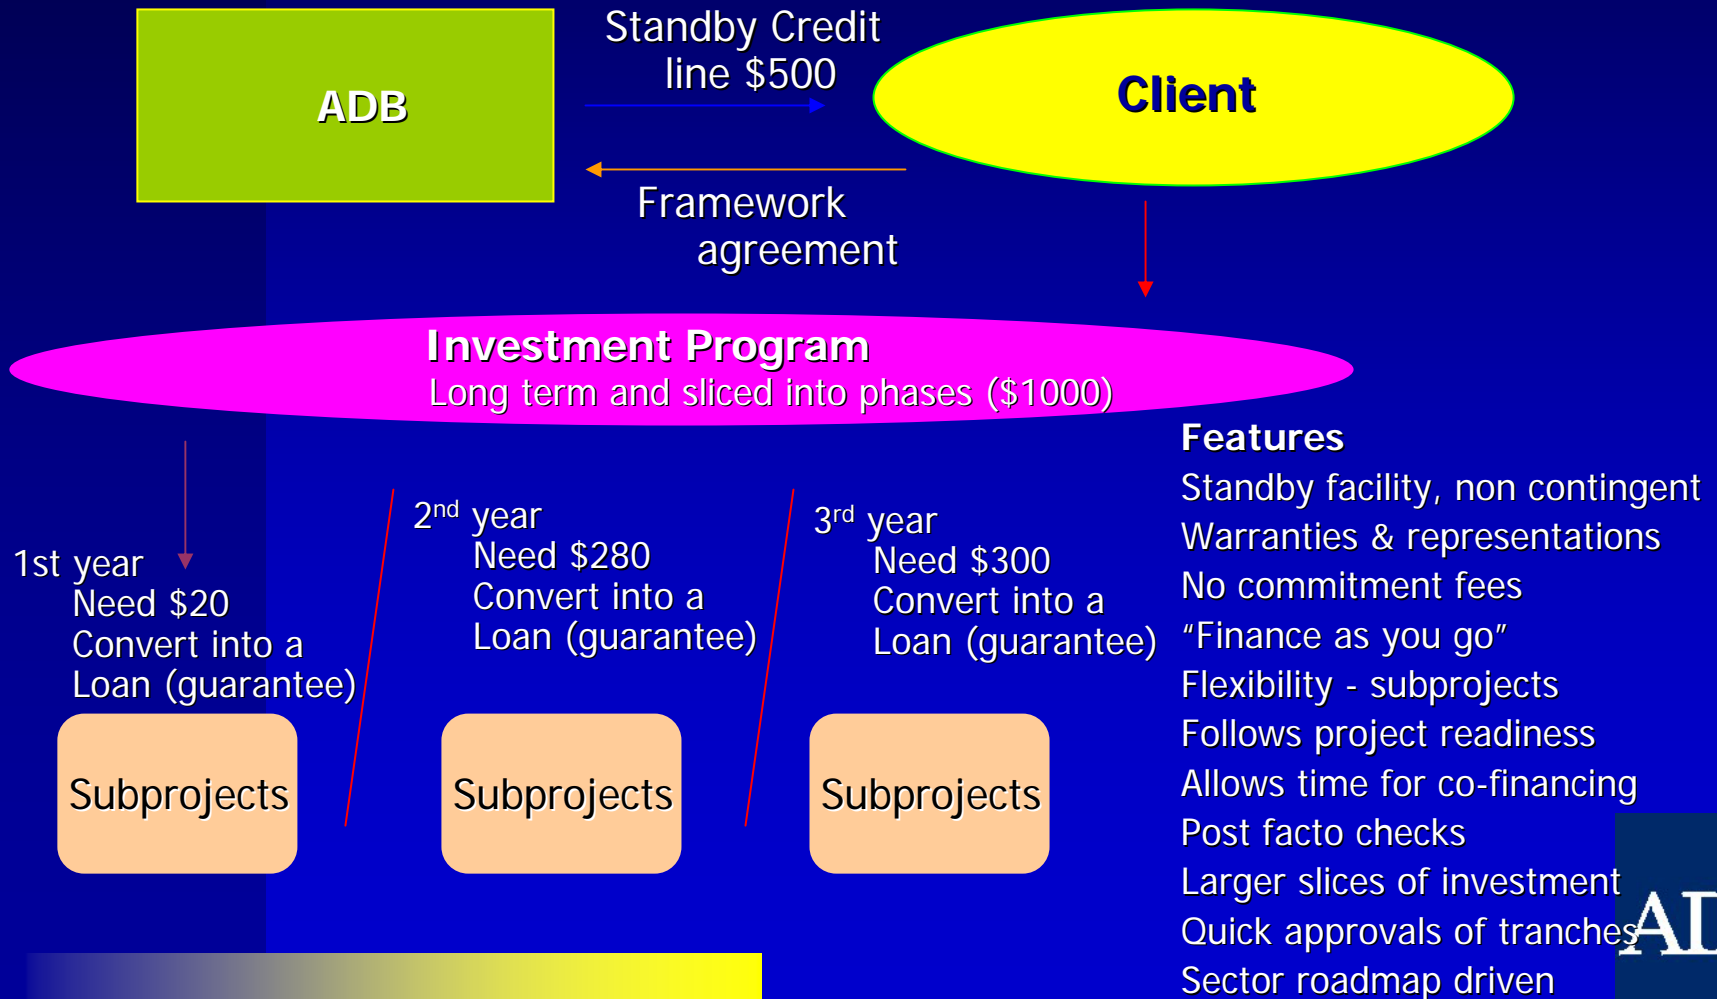 ADB
Standby Credit
line $500
Client
Framework
agreement
Investment Program
Long term and sliced into phases ($1000)
1st year
Need $20
Convert into a
Loan (guarantee)
2nd year
Need $280
Convert into a
Loan (guarantee)
3rd year
Need $300
Convert into a
Loan (guarantee)
Subprojects
Subprojects
Subprojects
Features
Standby facility, non contingent
Warranties & representations
No commitment fees
“Finance as you go”
Flexibility - subprojects
Follows project readiness
Allows time for co-financing
Post facto checks
Larger slices of investment
Quick approvals of tranches
Sector roadmap driven